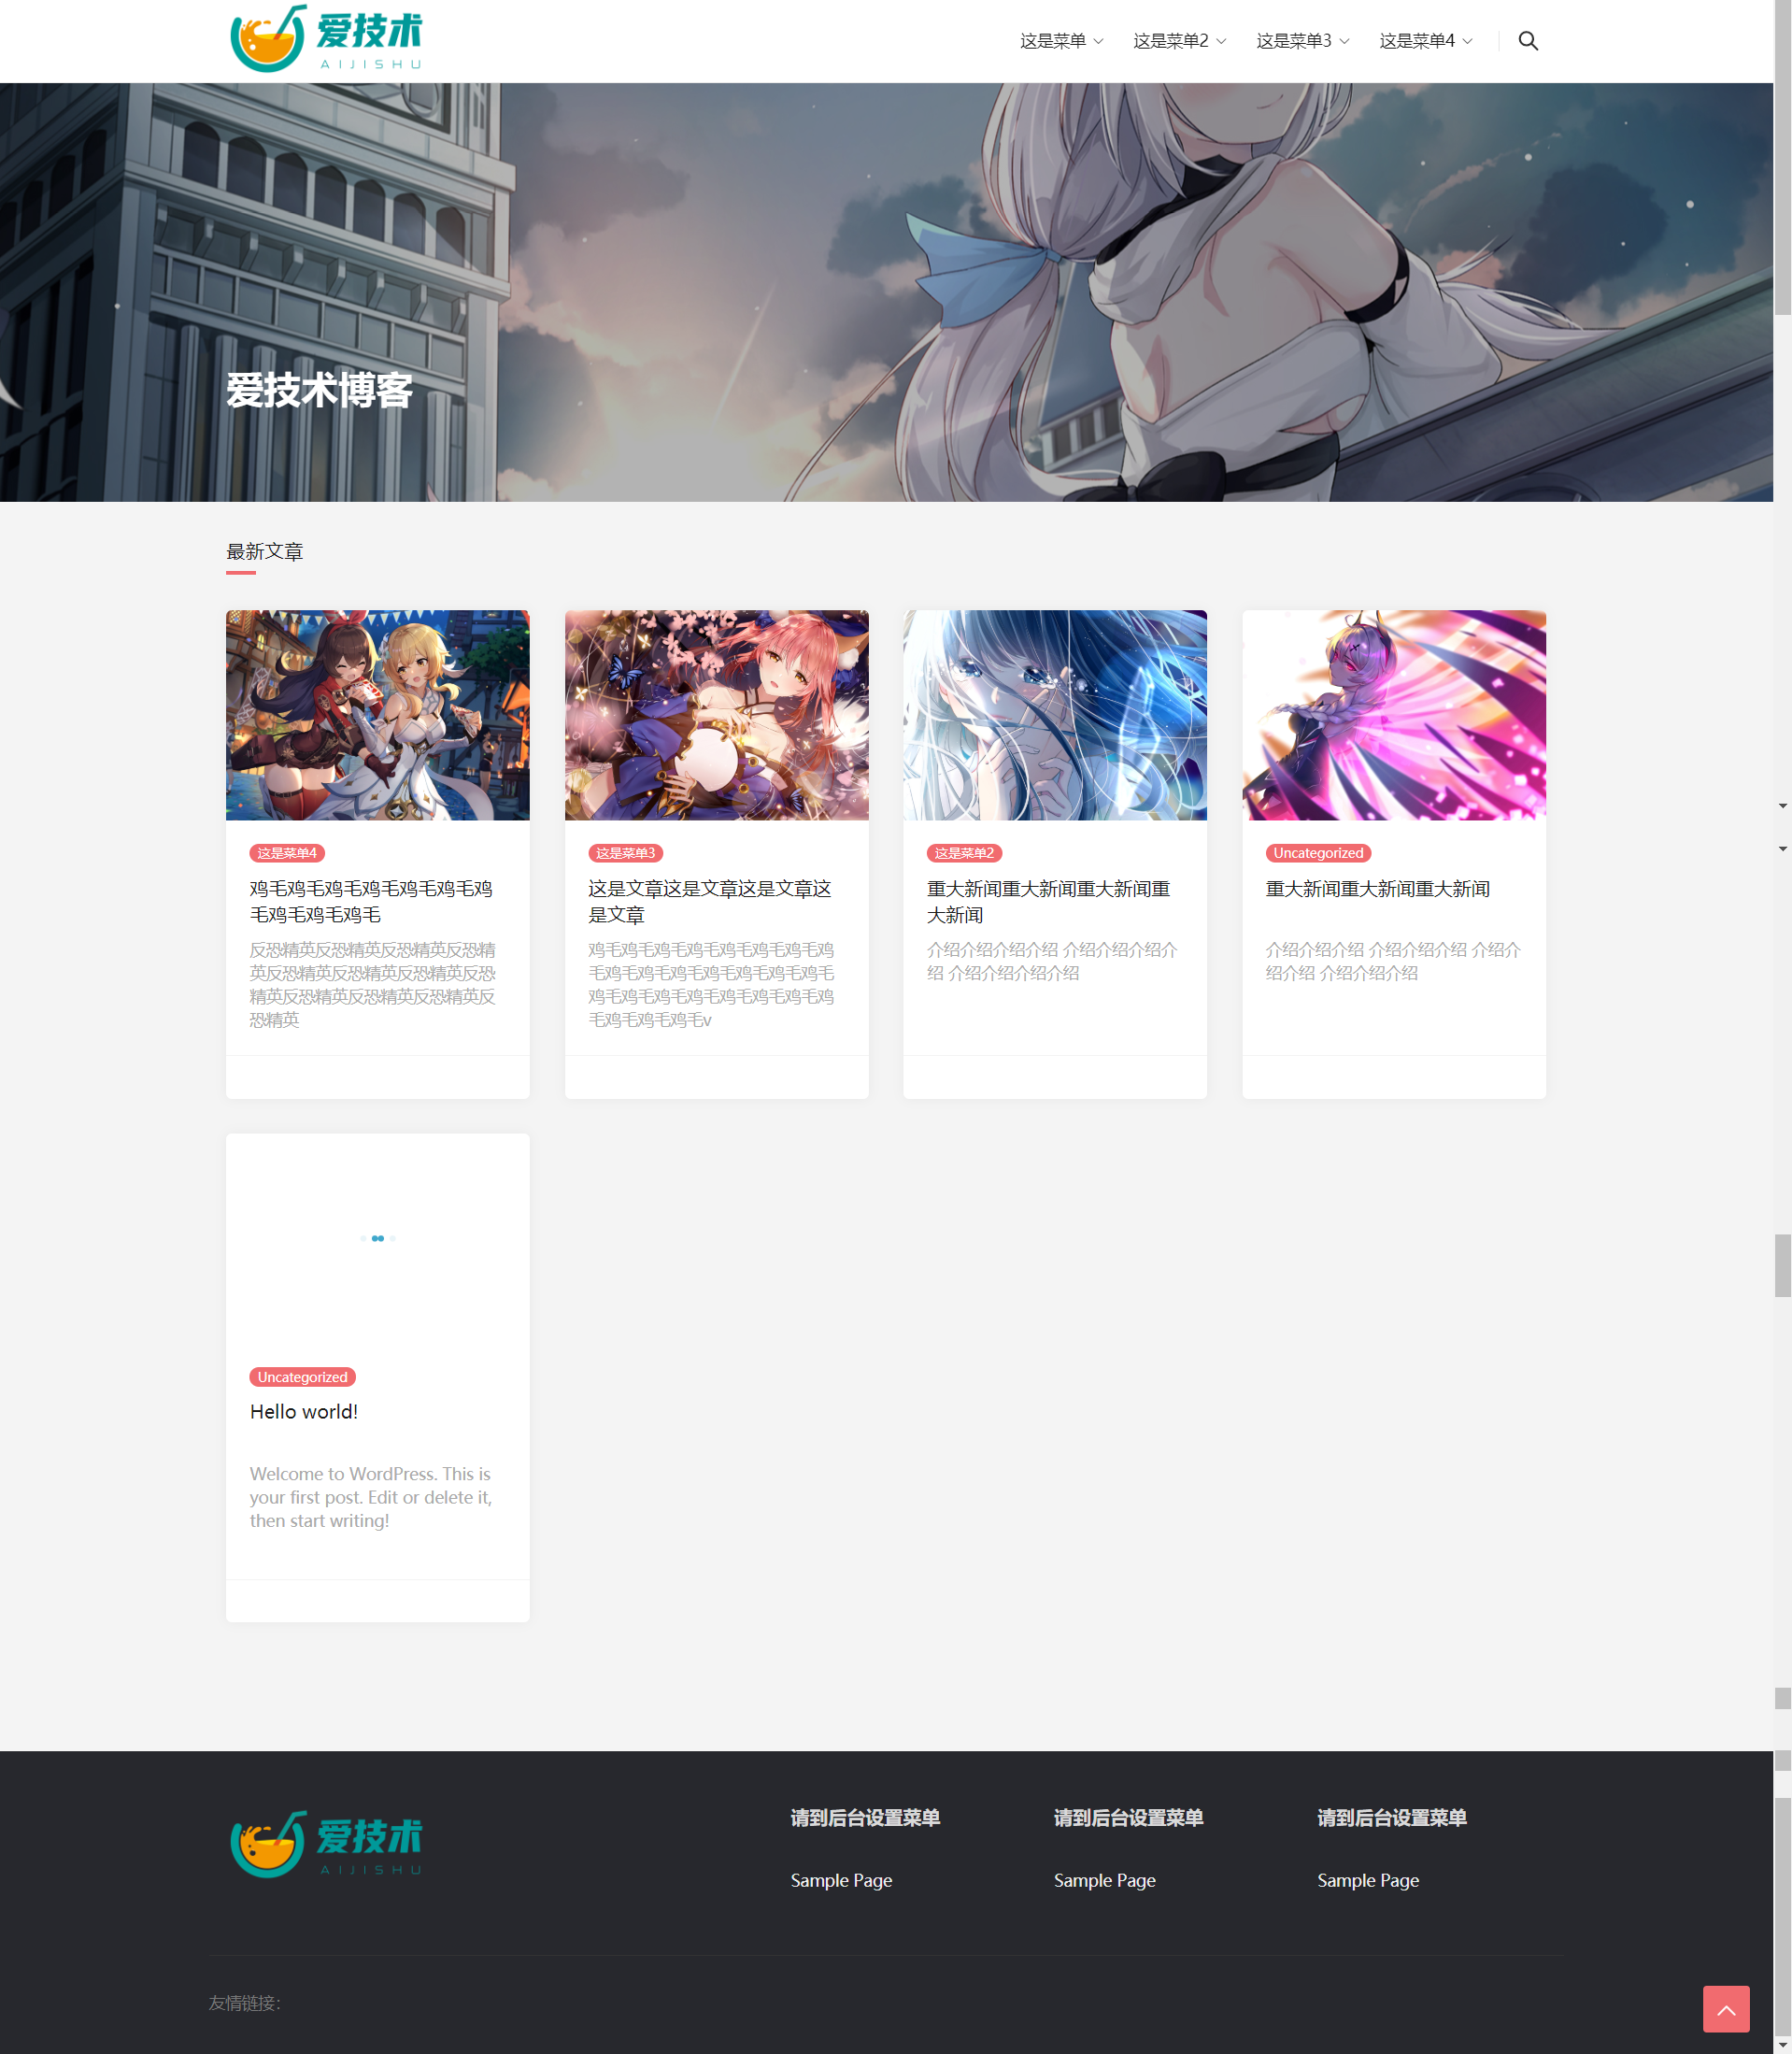 爱技术
AIJISHU
这是菜单 这是菜单2 这是菜单3 这是菜单4
爱技术博客
最新文章
这是菜单4
鸡毛鸡毛鸡毛鸡毛鸡毛鸡毛鸡
毛鸡毛鸡毛鸡毛
反恐精英反恐精英反恐精英反恐精
英反恐精英反恐精英反恐精英反恐
精英反恐精英反恐精英反恐精英反
恐精英
这是菜单3
这是文章这是文章这是文章这
是文章
鸡毛鸡毛鸡毛鸡毛鸡毛鸡毛鸡毛鸡
毛鸡毛鸡毛鸡毛鸡毛鸡毛鸡毛鸡毛
鸡毛鸡毛鸡毛鸡毛鸡毛鸡毛鸡毛鸡
毛鸡毛鸡毛鸡毛v
这是菜单2
重大新闻重大新闻重大新闻重
大新闻
介绍介绍介绍介绍 介绍介绍介绍介
绍 介绍介绍介绍介绍
Uncategorized
重大新闻重大新闻重大新闻
介绍介绍介绍 介绍介绍介绍 介绍介
绍介绍 介绍介绍介绍
Uncategorized
Hello world!
Welcome to WordPress. This is
your first post. Edit or delete it,
then start writing!
爱技术
AIJISHU
请到后台设置菜单
Sample Page
请到后台设置菜单
Sample Page
请到后台设置菜单
Sample Page
友情链接：